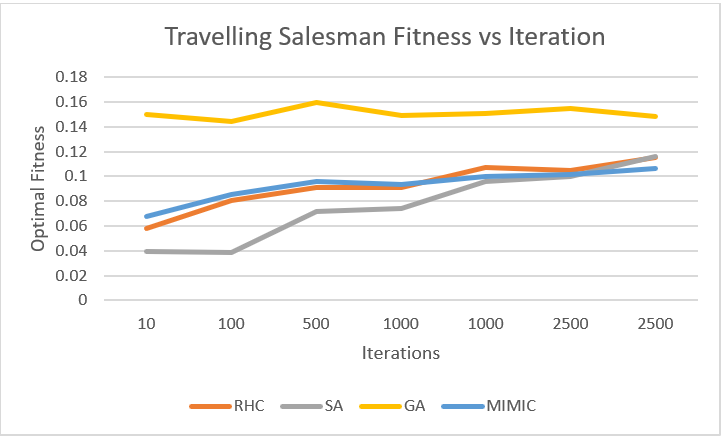 Travelling Salesman Fitness vs Iteration
0.18
0.16
0.14
0.12
0.1
0.08
0.06
0.04
0.02
0
Optimal Fitness
10 100 500 1000 1000 2500 2500
Iterations
RHC SA GA MIMIC